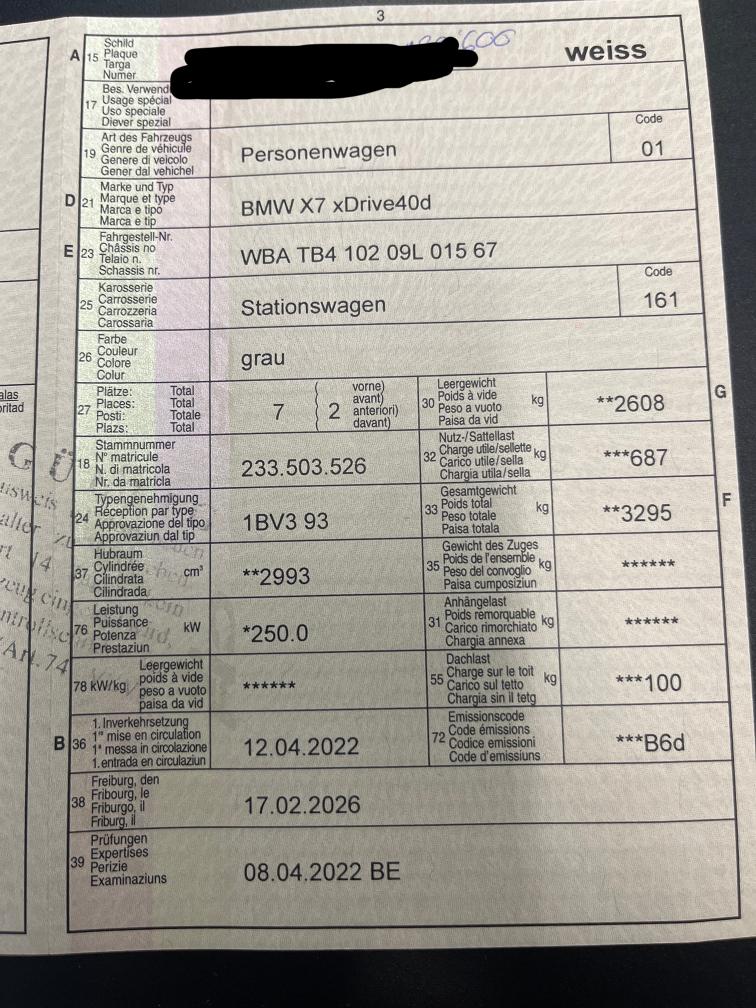 3
A 15 Schild
Plaque
Targa
Numer
weiss
17 Bes. Verwend
Usage spécial
Uso speciale
Diever spezial
19 Art des Fahrzeugs
Genre de véhicule
Genere di veicolo
Gener dal vehichel
Personenwagen
Code
01
D 21 Marke und Typ
Marque et type
Marca e tipo
Marca e tip
BMW X7 xDrive40d
E 23 Fahrgestell-Nr.
Châssis no
Telaio n.
Schassis nr.
WBA TB4 102 09L 015 67
25 Karosserie
Carrosserie
Carrozzeria
Carossaria
Stationswagen
Code
161
26 Farbe
Couleur
Colore
Colur
grau
27 Plätze: Total
Places: Total
Posti: Totale
Plazs: Total
7 ( 2 vorne)
avant)
anteriori)
davant)
30 Leergewicht
Poids à vide
Peso a vuoto
Paisa da vid
kg
**2608
G
18 Stammnummer
N° matricule
N. di matricola
Nr. da matricla
233.503.526
32 Nutz-/Sattellast
Charge utile/sellette
Carico utile/sella
Chargia utila/sella
kg
***687
24 Typengenehmigung
Réception par type
Approvazione del tipo
Approvaziun dal tip
1BV3 93
33 Gesamtgewicht
Poids total
Peso totale
Paisa totala
kg
**3295
F
37 Hubraum
Cylindrée
Cilindrata
Cilindrada
cm³
**2993
35 Gewicht des Zuges
Poids de l'ensemble
Peso del convoglio
Paisa cumposiziun
kg
******
76 Leistung
Puissance
Potenza
Prestaziun
kW
*250.0
31 Anhängelast
Poids remorquable
Carico rimorchiato
Chargia annexa
kg
******
78 kW/kg Leergewicht
poids à vide
peso a vuoto
paisa da vid
******
55 Dachlast
Charge sur le toit
Carico sul tetto
Chargia sin il tetg
kg
***100
B 36 1. Inverkehrsetzung
1re mise en circulation
1a messa in circolazione
1. entrada en circulaziun
12.04.2022
72 Emissionscode
Code émissions
Codice emissioni
Code d'emissiuns
***B6d
38 Freiburg, den
Fribourg, le
Friburgo, il
Friburg, il
17.02.2026
39 Prüfungen
Expertises
Perizie
Examinaziuns
08.04.2022 BE